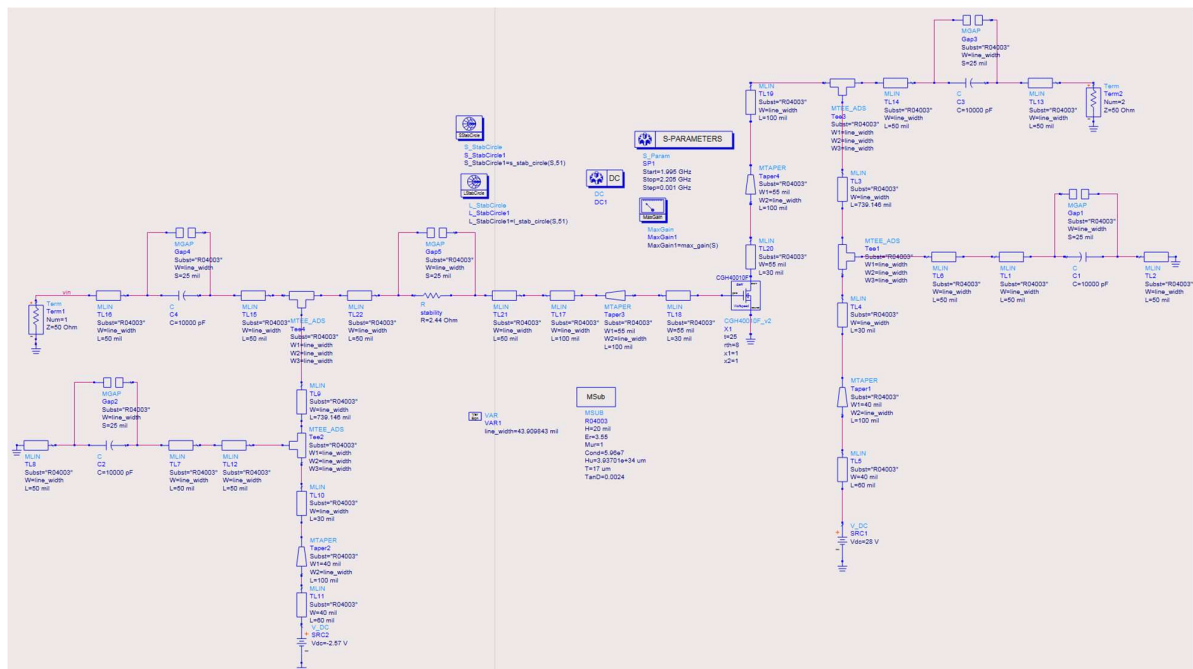 MGAP
Gap3
Subst="R04003"
W=line_width
S=25 mil
MLIN
TL19
Subst="R04003"
W=line_width
L=100 mil
MTEE_ADS
Tee3
Subst="R04003"
W1=line_width
W2=line_width
W3=line_width
MLIN
TL14
Subst="R04003"
W=line_width
L=50 mil
C
C3
C=10000 pF
MLIN
TL13
Subst="R04003"
W=line_width
L=50 mil
Term
Term2
Num=2
Z=50 Ohm
SStabCircle
S_StabCircle
S_StabCircle1
S_StabCircle1=s_stab_circle(S,51)
LStabCircle
L_StabCircle
L_StabCircle1
L_StabCircle1=l_stab_circle(S,51)
S-PARAMETERS
S_Param
SP1
Start=1.995 GHz
Stop=2.205 GHz
Step=0.001 GHz
DC
DC
DC1
MaxGain
MaxGain
MaxGain1
MaxGain1=max_gain(S)
MTAPER
Taper4
Subst="R04003"
W1=55 mil
W2=line_width
L=100 mil
MLIN
TL3
Subst="R04003"
W=line_width
L=739.146 mil
MGAP
Gap1
Subst="R04003"
W=line_width
S=25 mil
MGAP
Gap4
Subst="R04003"
W=line_width
S=25 mil
MGAP
Gap5
Subst="R04003"
W=line_width
S=25 mil
MLIN
TL20
Subst="R04003"
W=55 mil
L=30 mil
MTEE_ADS
Tee1
Subst="R04003"
W1=line_width
W2=line_width
W3=line_width
MLIN
TL6
Subst="R04003"
W=line_width
L=50 mil
MLIN
TL1
Subst="R04003"
W=line_width
L=50 mil
C
C1
C=10000 pF
MLIN
TL2
Subst="R04003"
W=line_width
L=50 mil
vin
Term
Term1
Num=1
Z=50 Ohm
MLIN
TL16
Subst="R04003"
W=line_width
L=50 mil
C
C4
C=10000 pF
MLIN
TL15
Subst="R04003"
W=line_width
L=50 mil
MTEE_ADS
Tee4
Subst="R04003"
W1=line_width
W2=line_width
W3=line_width
MLIN
TL22
Subst="R04003"
W=line_width
L=50 mil
R
stability
R=2.44 Ohm
MLIN
TL21
Subst="R04003"
W=line_width
L=50 mil
MLIN
TL17
Subst="R04003"
W=line_width
L=100 mil
MTAPER
Taper3
Subst="R04003"
W1=55 mil
W2=line_width
L=100 mil
MLIN
TL18
Subst="R04003"
W=55 mil
L=30 mil
CGH40010F
CGH40010F_v2
X1
t=25
rth=8
x1=1
x2=1
MLIN
TL4
Subst="R04003"
W=line_width
L=30 mil
MGAP
Gap2
Subst="R04003"
W=line_width
S=25 mil
MLIN
TL9
Subst="R04003"
W=line_width
L=739.146 mil
MTEE_ADS
Tee2
Subst="R04003"
W1=line_width
W2=line_width
W3=line_width
MLIN
TL8
Subst="R04003"
W=line_width
L=50 mil
C
C2
C=10000 pF
MLIN
TL7
Subst="R04003"
W=line_width
L=50 mil
MLIN
TL12
Subst="R04003"
W=line_width
L=50 mil
VAR
VAR1
line_width=43.909843 mil
MSub
MSUB
R04003
H=20 mil
Er=3.55
Mur=1
Cond=5.96e7
Hu=3.93701e+34 um
T=17 um
TanD=0.0024
MTAPER
Taper1
Subst="R04003"
W1=40 mil
W2=line_width
L=100 mil
MLIN
TL5
Subst="R04003"
W=40 mil
L=60 mil
V_DC
SRC1
Vdc=28 V
MLIN
TL10
Subst="R04003"
W=line_width
L=30 mil
MTAPER
Taper2
Subst="R04003"
W1=40 mil
W2=line_width
L=100 mil
MLIN
TL11
Subst="R04003"
W=40 mil
L=60 mil
V_DC
SRC2
Vdc=-2.57 V